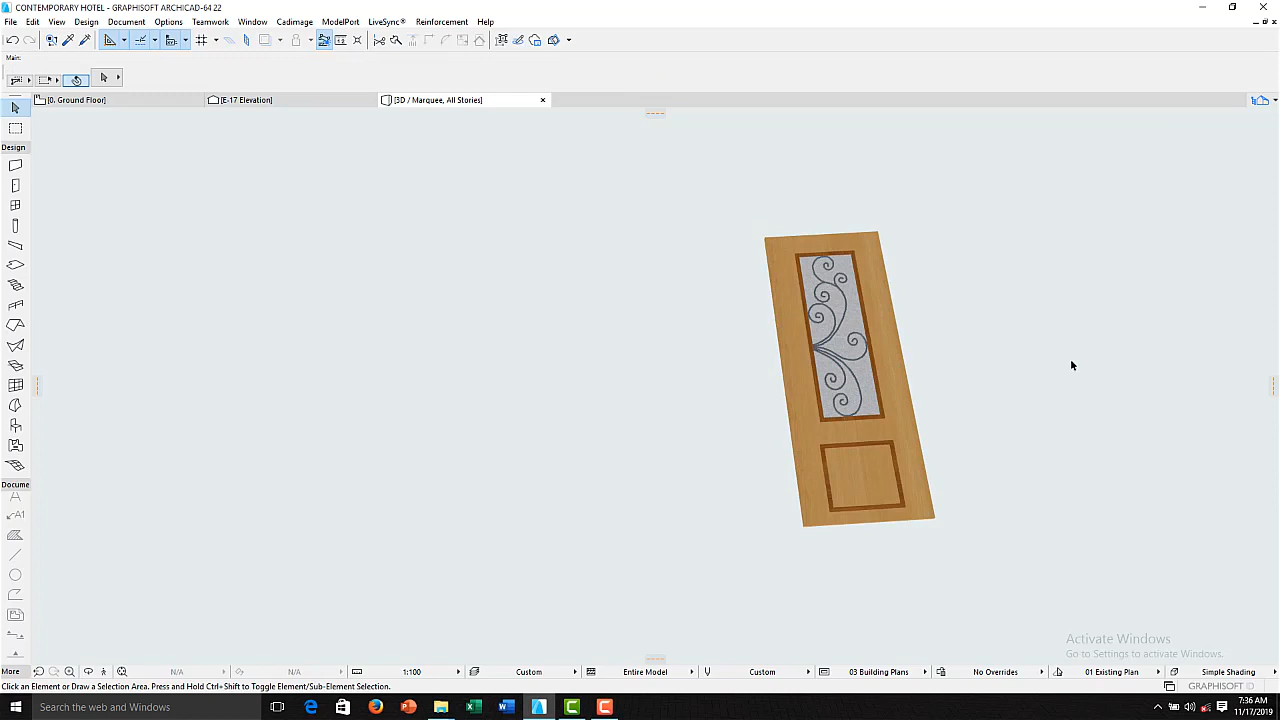 CONTEMPORARY HOTEL - GRAPHISOFT ARCHICAD-64 22
File Edit View Design Document Options Teamwork Window Cadimage ModelPort LiveSync® Reinforcement Help
Main:
[0. Ground Floor] [E-17 Elevation] [3D / Marquee, All Stories]
Design
Docume
A1
More
N/A N/A 1:100 Custom Entire Model Custom 03 Building Plans No Overrides 01 Existing Plan Simple Shading
Activate Windows
Go to Settings to activate Windows.
Click an Element or Draw a Selection Area. Press and Hold Ctrl+Shift to Toggle Element/Sub-Element Selection.
GRAPHISOFT
Search the web and Windows
7:36 AM
11/17/2019